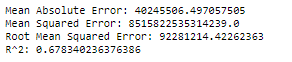 Mean Absolute Error: 40245506.497057505
Mean Squared Error: 8515822535314239.0
Root Mean Squared Error: 92281214.42262363
R^2: 0.678340236376386